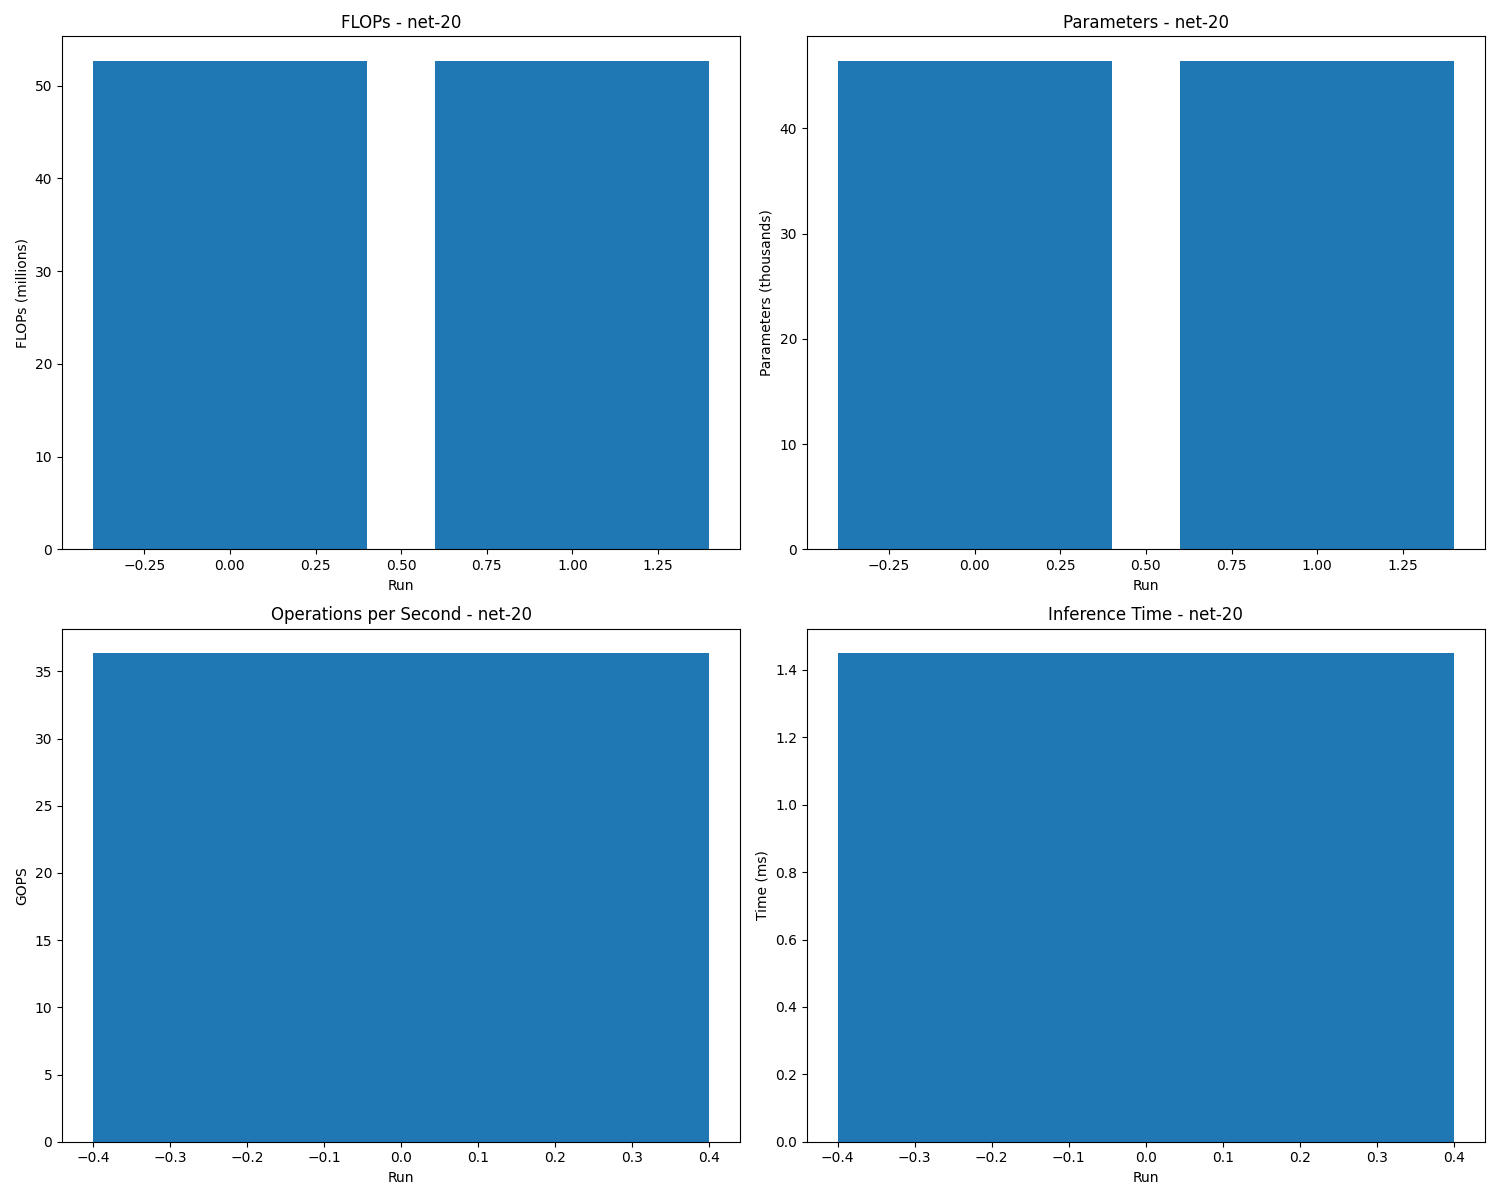 FLOPs - net-20
FLOPs (millions)
50
40
30
20
10
0
−0.25 0.00 0.25 0.50 0.75 1.00 1.25
Run
Parameters - net-20
Parameters (thousands)
40
30
20
10
0
−0.25 0.00 0.25 0.50 0.75 1.00 1.25
Run
Operations per Second - net-20
GOPS
35
30
25
20
15
10
5
0
−0.4 −0.3 −0.2 −0.1 0.0 0.1 0.2 0.3 0.4
Run
Inference Time - net-20
Time (ms)
1.4
1.2
1.0
0.8
0.6
0.4
0.2
0.0
−0.4 −0.3 −0.2 −0.1 0.0 0.1 0.2 0.3 0.4
Run